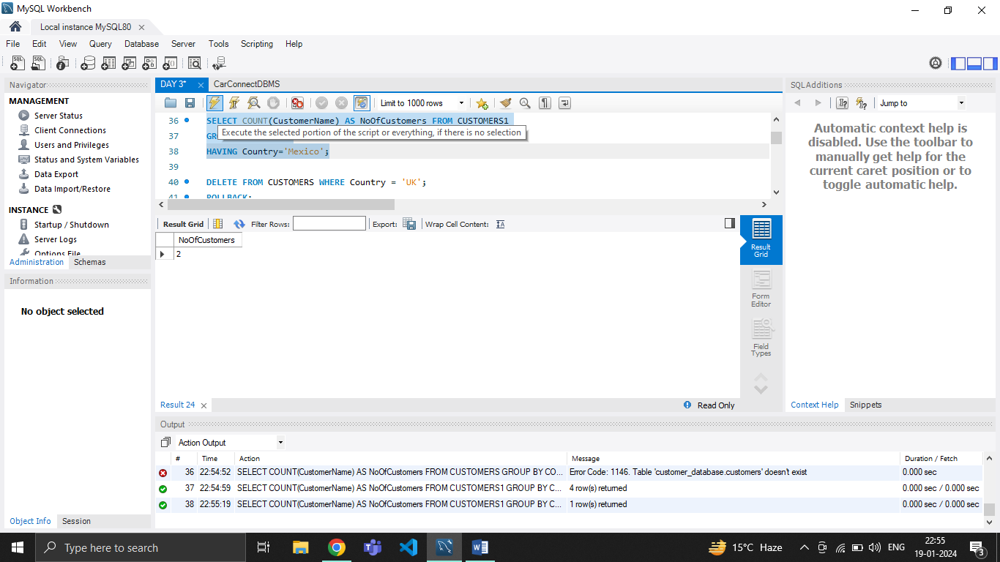 MySQL Workbench
Local instance MySQL80
File Edit View Query Database Server Tools Scripting Help
Navigator
MANAGEMENT
Server Status
Client Connections
Users and Privileges
Status and System Variables
Data Export
Data Import/Restore
INSTANCE
Startup / Shutdown
Server Logs
Options File
Administration Schemas
Information
No object selected
Object Info Session
DAY 3* CarConnectDBMS
Limit to 1000 rows
36 SELECT COUNT(CustomerName) AS NoOfCustomers FROM CUSTOMERS1
37
Execute the selected portion of the script or everything, if there is no selection
38 HAVING Country='Mexico';
39
40 DELETE FROM CUSTOMERS WHERE Country = 'UK';
41 ROLLBACK;
Result Grid Filter Rows: Export: Wrap Cell Content:
NoOfCustomers
2
Result Grid
Form Editor
Field Types
Result 24 Read Only
SQLAdditions
Jump to
Automatic context help is
disabled. Use the toolbar to
manually get help for the
current caret position or to
toggle automatic help.
Context Help Snippets
Output
Action Output
# Time Action Message Duration / Fetch
36 22:54:52 SELECT COUNT(CustomerName) AS NoOfCustomers FROM CUSTOMERS GROUP BY CO... Error Code: 1146. Table 'customer_database.customers' doesn't exist 0.000 sec
37 22:54:59 SELECT COUNT(CustomerName) AS NoOfCustomers FROM CUSTOMERS1 GROUP BY C... 4 row(s) returned 0.000 sec / 0.000 sec
38 22:55:19 SELECT COUNT(CustomerName) AS NoOfCustomers FROM CUSTOMERS1 GROUP BY C... 1 row(s) returned 0.000 sec / 0.000 sec
Type here to search
15°C Haze
ENG
22:55
19-01-2024
3